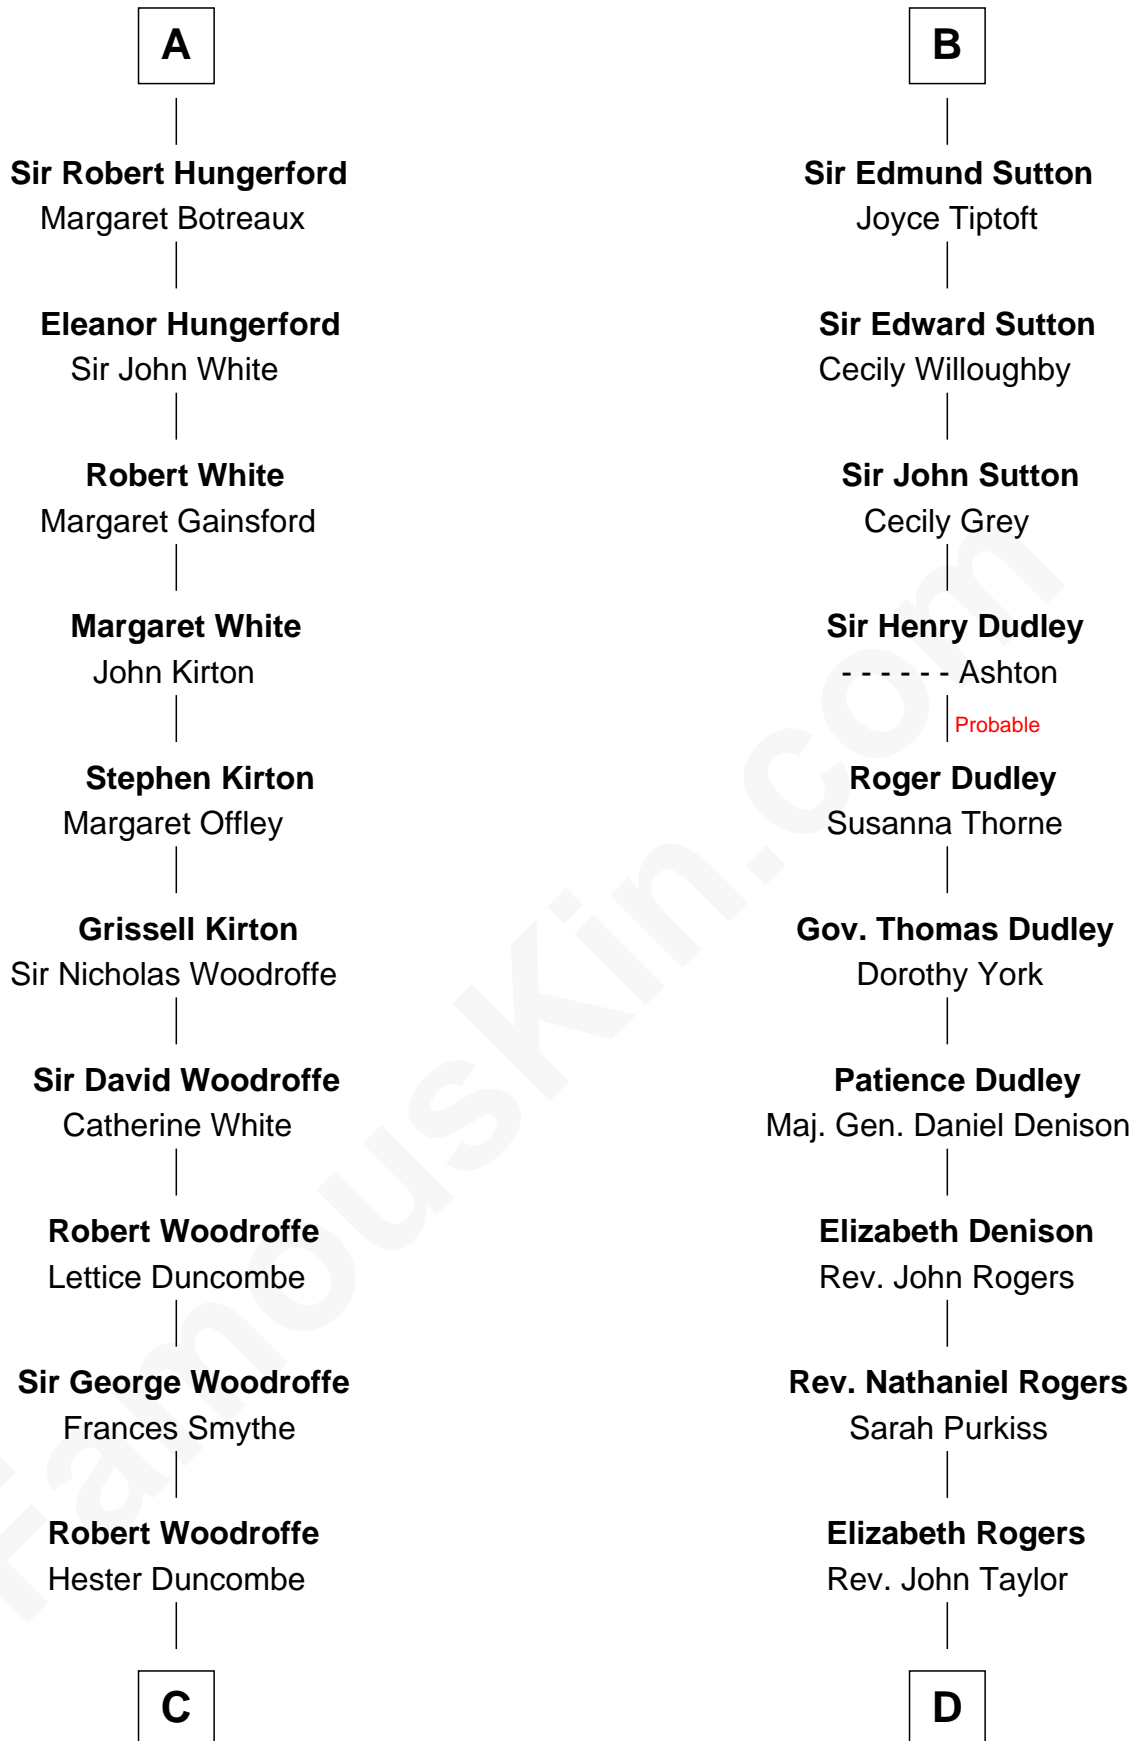 A
Sir Robert Hungerford
Margaret Botreaux
Eleanor Hungerford
Sir John White
Robert White
Margaret Gainsford
Margaret White
John Kirton
Stephen Kirton
Margaret Offley
Grissell Kirton
Sir Nicholas Woodroffe
Sir David Woodroffe
Catherine White
Robert Woodroffe
Lettice Duncombe
Sir George Woodroffe
Frances Smythe
Robert Woodroffe
Hester Duncombe
C
B
Sir Edmund Sutton
Joyce Tiptoft
Sir Edward Sutton
Cecily Willoughby
Sir John Sutton
Cecily Grey
Sir Henry Dudley
- - - - - - Ashton
Probable
Roger Dudley
Susanna Thorne
Gov. Thomas Dudley
Dorothy York
Patience Dudley
Maj. Gen. Daniel Denison
Elizabeth Denison
Rev. John Rogers
Rev. Nathaniel Rogers
Sarah Purkiss
Elizabeth Rogers
Rev. John Taylor
D
FamousKin.com